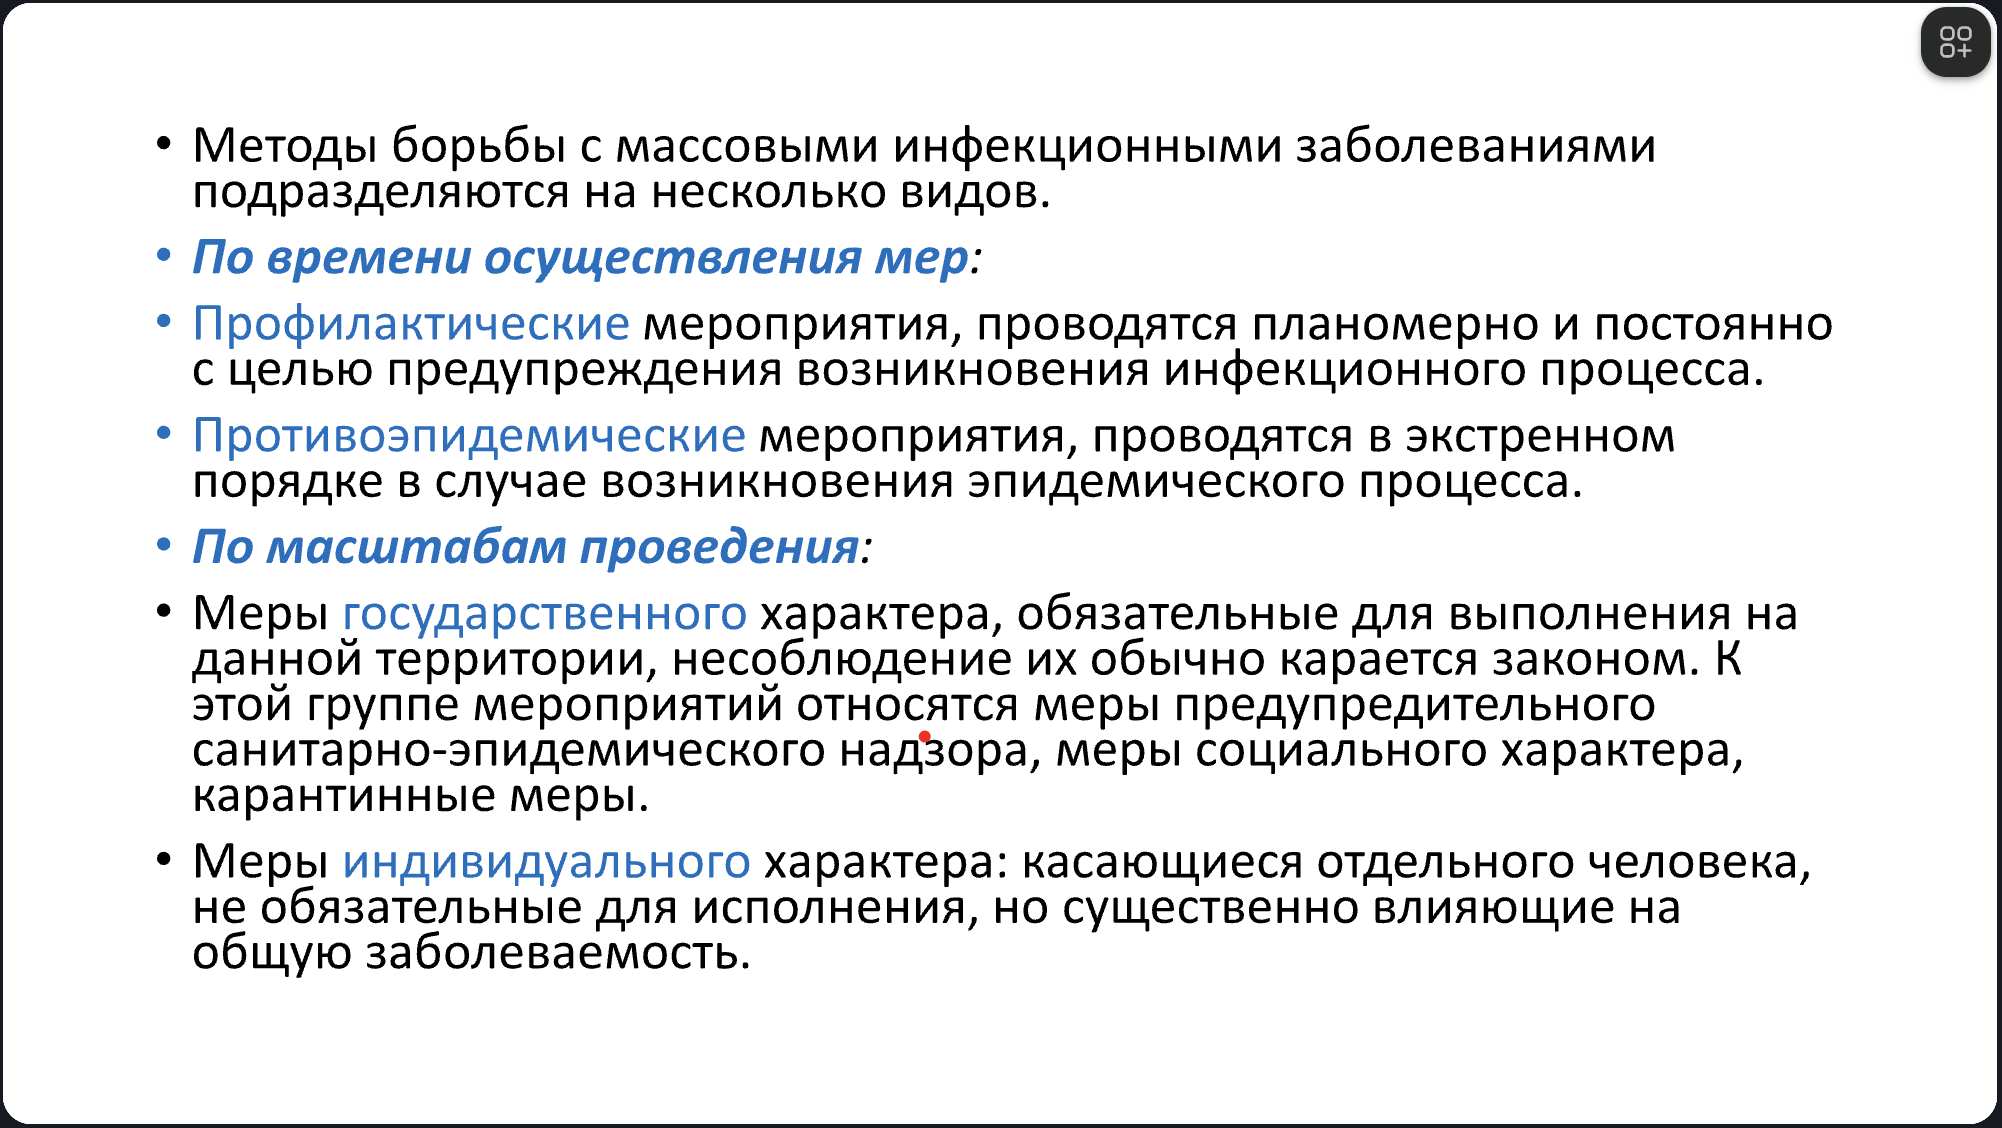 • Методы борьбы с массовыми инфекционными заболеваниями
подразделяются на несколько видов.
• По времени осуществления мер:
• Профилактические мероприятия, проводятся планомерно и постоянно
с целью предупреждения возникновения инфекционного процесса.
• Противоэпидемические мероприятия, проводятся в экстренном
порядке в случае возникновения эпидемического процесса.
• По масштабам проведения:
• Меры государственного характера, обязательные для выполнения на
данной территории, несоблюдение их обычно карается законом. К
этой группе мероприятий относятся меры предупредительного
санитарно-эпидемического надзора, меры социального характера,
карантинные меры.
• Меры индивидуального характера: касающиеся отдельного человека,
не обязательные для исполнения, но существенно влияющие на
общую заболеваемость.